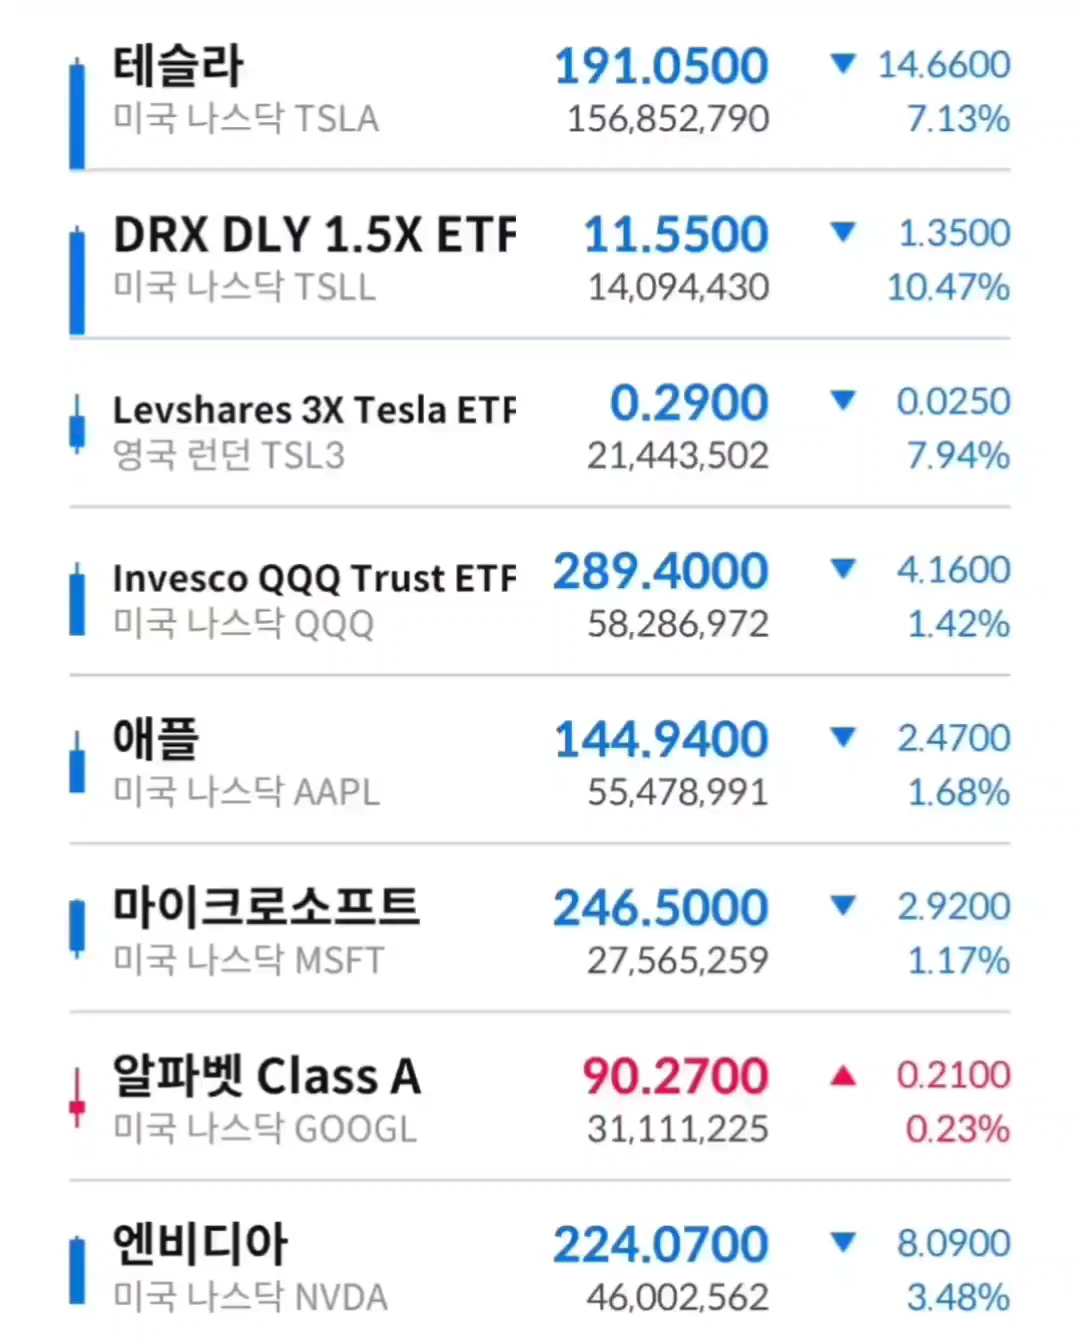 테슬라 191.0500 ▼ 14.6600
미국 나스닥 TSLA 156,852,790 7.13%
DRX DLY 1.5X ETF 11.5500 ▼ 1.3500
미국 나스닥 TSLL 14,094,430 10.47%
Levshares 3X Tesla ETF 0.2900 ▼ 0.0250
영국 런던 TSL3 21,443,502 7.94%
Invesco QQQ Trust ETF 289.4000 ▼ 4.1600
미국 나스닥 QQQ 58,286,972 1.42%
애플 144.9400 ▼ 2.4700
미국 나스닥 AAPL 55,478,991 1.68%
마이크로소프트 246.5000 ▼ 2.9200
미국 나스닥 MSFT 27,565,259 1.17%
알파벳 Class A 90.2700 ▲ 0.2100
미국 나스닥 GOOGL 31,111,225 0.23%
엔비디아 224.0700 ▼ 8.0900
미국 나스닥 NVDA 46,002,562 3.48%